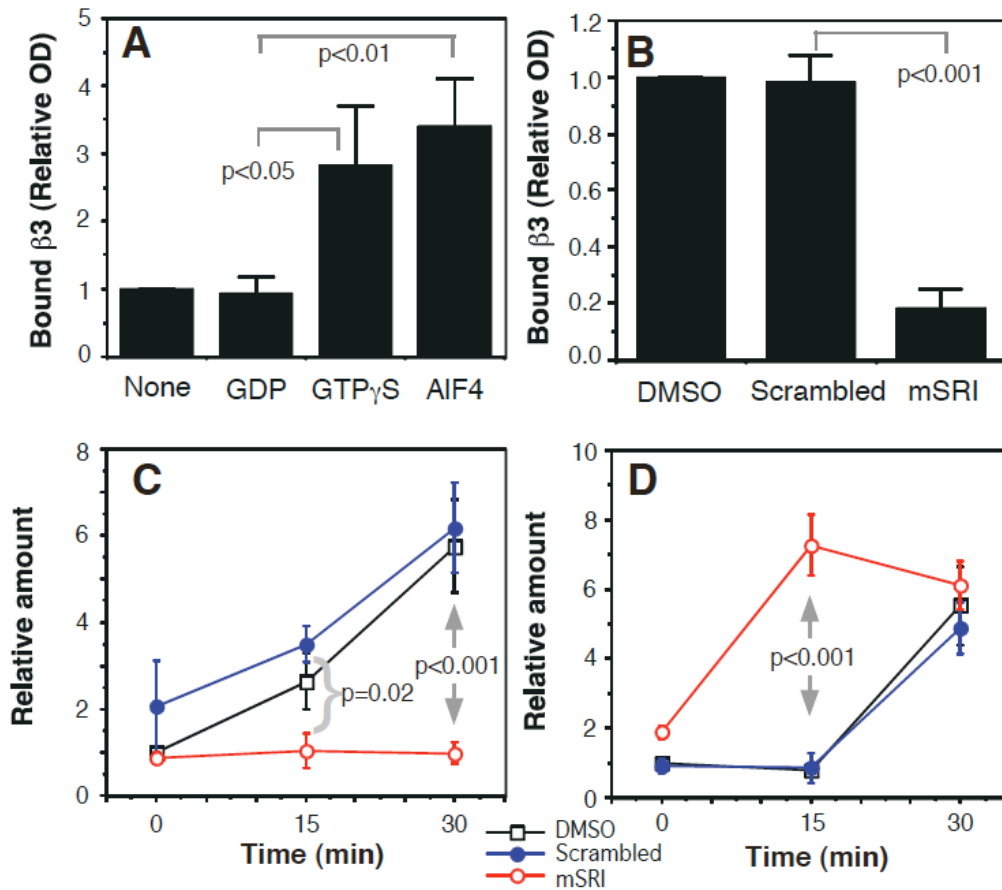 A
Bound β3 (Relative OD)
5
4
3
2
1
0
p<0.01
p<0.05
None GDP GTPγS AlF4
B
Bound β3 (Relative OD)
1.2
1.0
0.8
0.6
0.4
0.2
0.0
p<0.001
DMSO Scrambled mSRI
C
Relative amount
8
6
4
2
0
p=0.02
p<0.001
0 15 30
Time (min)
D
Relative amount
10
8
6
4
2
0
p<0.001
0 15 30
Time (min)
DMSO
Scrambled
mSRI